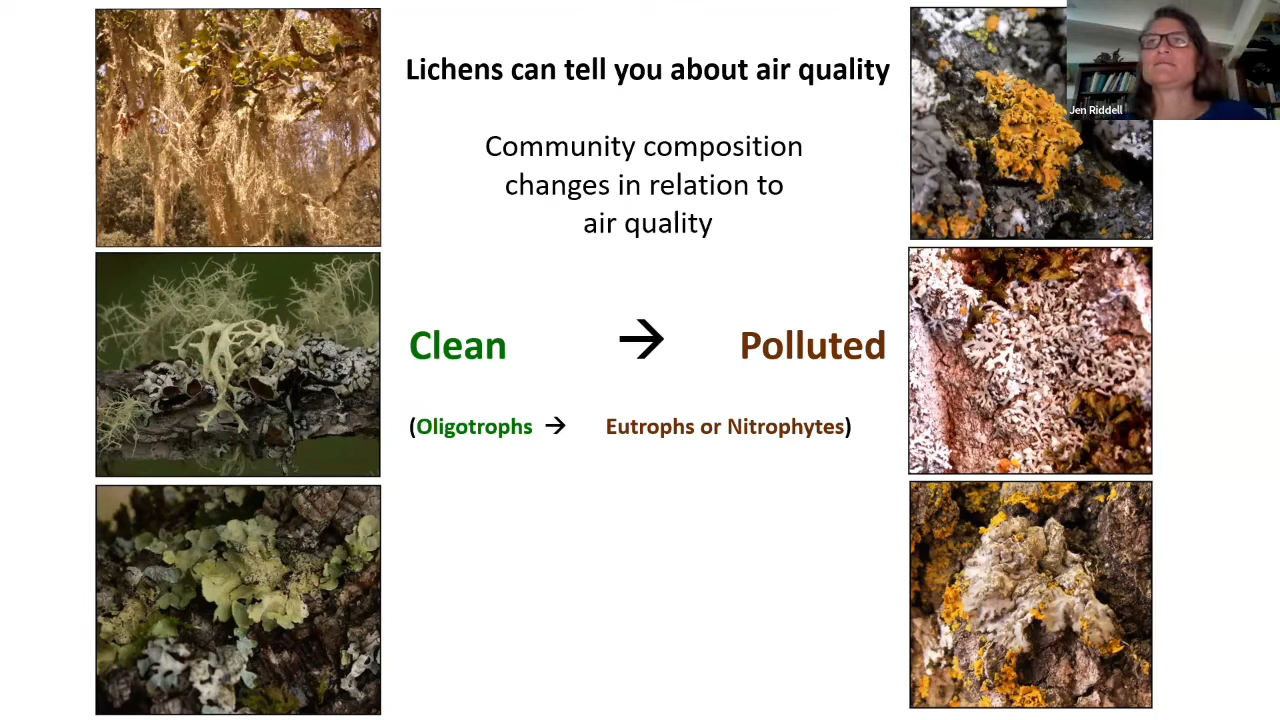 Lichens can tell you about air quality
Jen Riddell
Community composition
changes in relation to
air quality
Clean → Polluted
(Oligotrophs → Eutrophs or Nitrophytes)